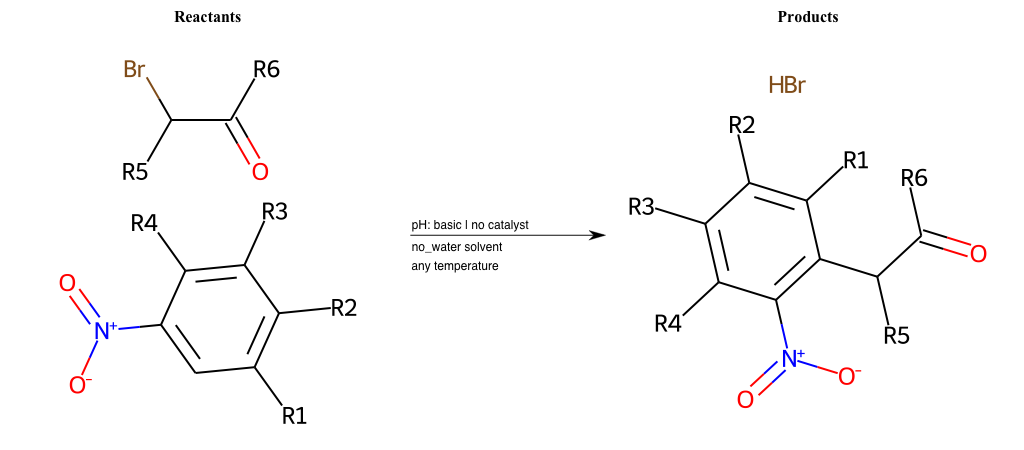 Reactants
Products
Br
R6
R5
O
HBr
R2
R1
R3
R6
O
R4
R5
N+
O
O-
R4
R3
O
N+
O-
R2
R1
pH: basic | no catalyst
no_water solvent
any temperature